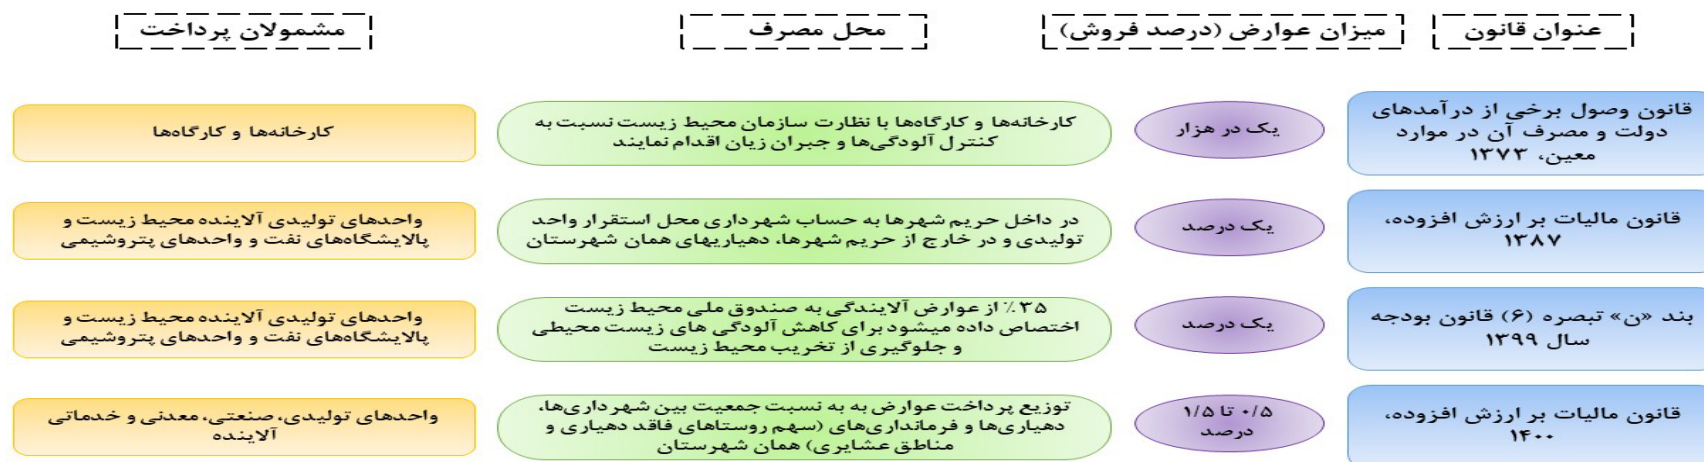 عنوان قانون
میزان عوارض (درصد فروش)
محل مصرف
مشمولان پرداخت
قانون وصول برخی از درآمدهای
دولت و مصرف آن در موارد
معین، ۱۳۷۳
یک در هزار
کارخانه‌ها و کارگاه‌ها با نظارت سازمان محیط زیست نسبت به
کنترل آلودگی‌ها و جبران زیان اقدام نمایند
کارخانه‌ها و کارگاه‌ها
قانون مالیات بر ارزش افزوده،
۱۳۸۷
یک درصد
در داخل حریم شهرها به حساب شهرداری محل استقرار واحد
تولیدی و در خارج از حریم شهرها، دهیاریهای همان شهرستان
واحدهای تولیدی آلاینده محیط زیست و
پالایشگاه‌های نفت و واحدهای پتروشیمی
بند «ن» تبصره (۶) قانون بودجه
سال ۱۳۹۹
یک درصد
۳۵٪ از عوارض آلایندگی به صندوق ملی محیط زیست
اختصاص داده میشود برای کاهش آلودگی های زیست محیطی
و جلوگیری از تخریب محیط زیست
واحدهای تولیدی آلاینده محیط زیست و
پالایشگاه‌های نفت و واحدهای پتروشیمی
قانون مالیات بر ارزش افزوده،
۱۴۰۰
۰/۵ تا ۱/۵
درصد
توزیع پرداخت عوارض به به نسبت جمعیت بین شهرداری‌ها،
دهیاری‌ها و فرمانداری‌های (سهم روستاهای فاقد دهیاری و
مناطق عشایری) همان شهرستان
واحدهای تولیدی، صنعتی، معدنی و خدماتی
آلاینده